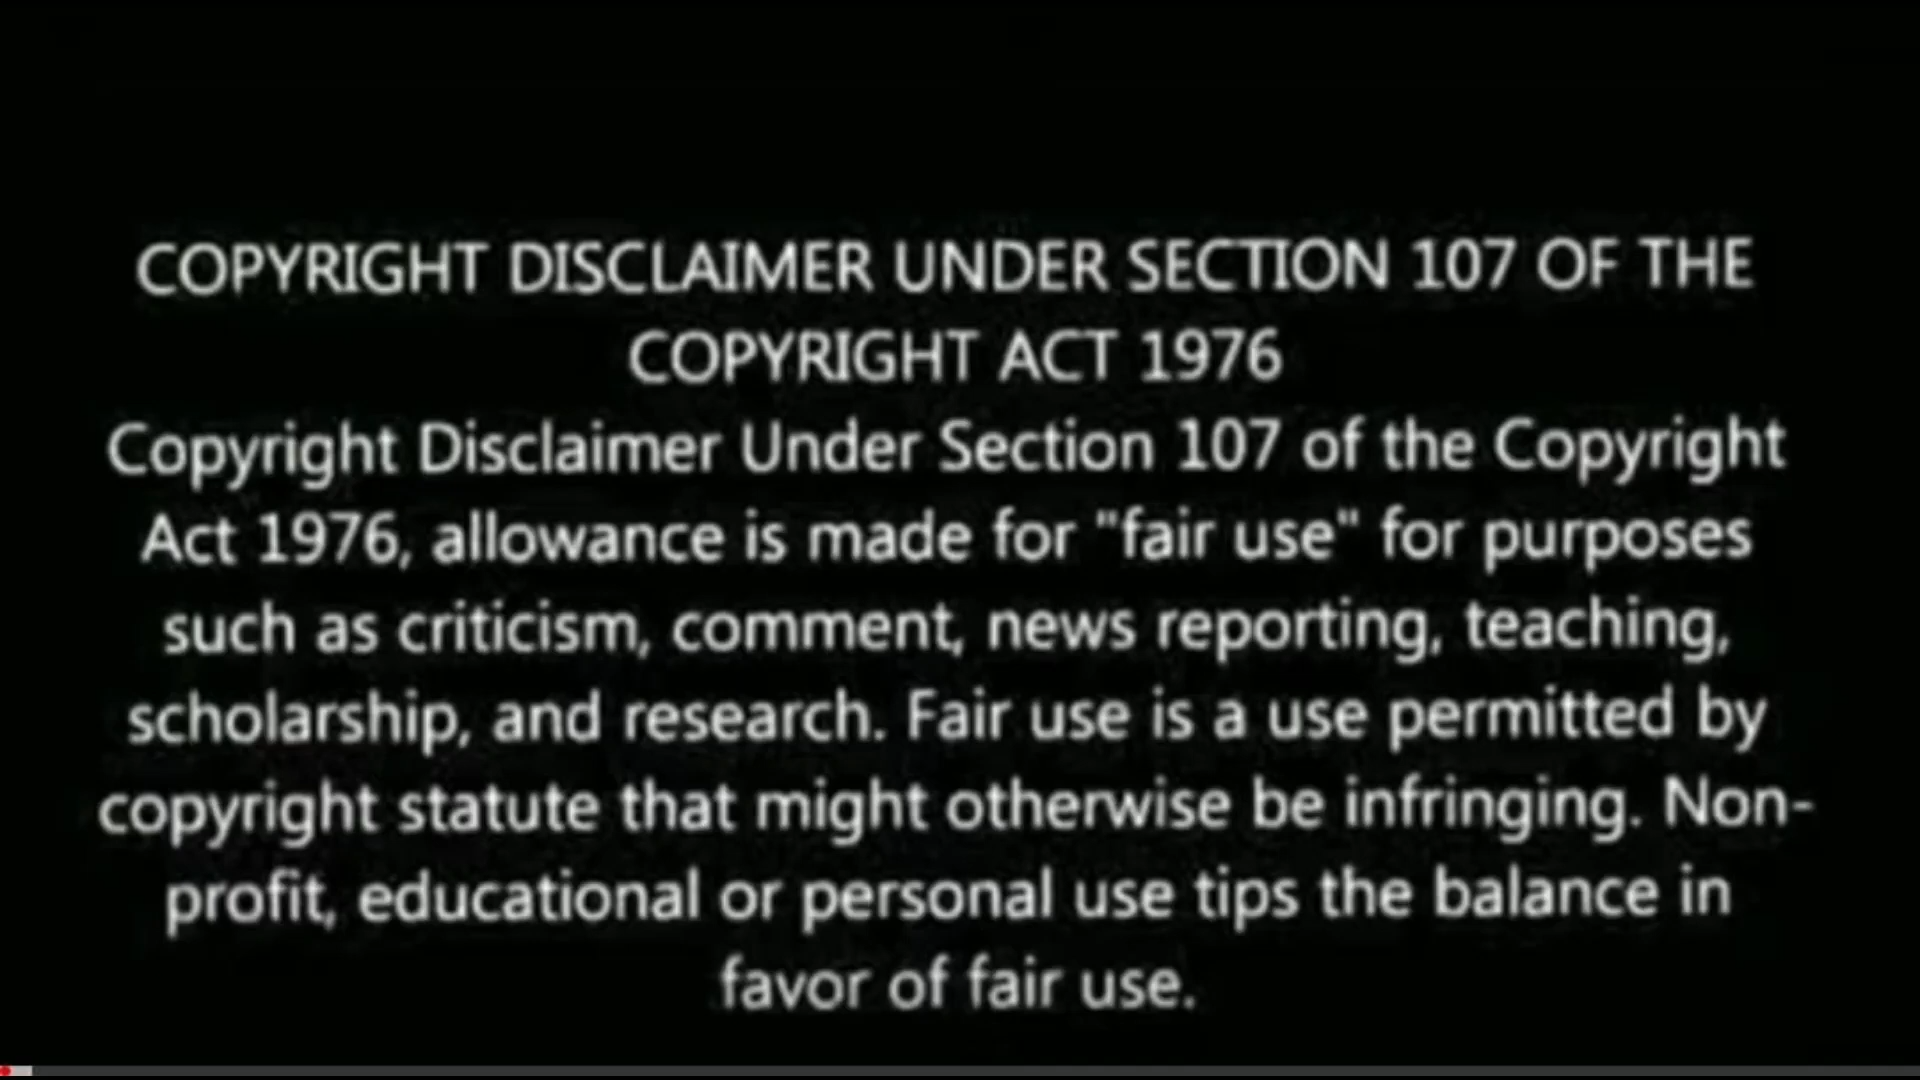 COPYRIGHT DISCLAIMER UNDER SECTION 107 OF THE
COPYRIGHT ACT 1976
Copyright Disclaimer Under Section 107 of the Copyright
Act 1976, allowance is made for "fair use" for purposes
such as criticism, comment, news reporting, teaching,
scholarship, and research. Fair use is a use permitted by
copyright statute that might otherwise be infringing. Non-
profit, educational or personal use tips the balance in
favor of fair use.